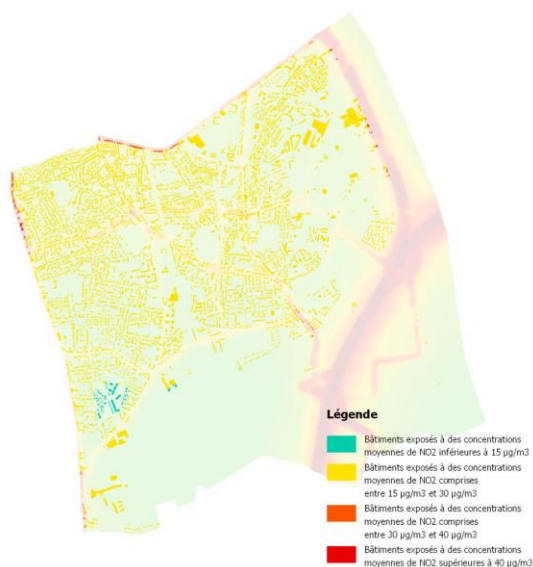 Légende
Bâtiments exposés à des concentrations
moyennes de NO2 inférieures à 15 µg/m3
Bâtiments exposés à des concentrations
moyennes de NO2 comprises
entre 15 µg/m3 et 30 µg/m3
Bâtiments exposés à des concentrations
moyennes de NO2 comprises
entre 30 µg/m3 et 40 µg/m3
Bâtiments exposés à des concentrations
moyennes de NO2 supérieures à 40 µg/m3